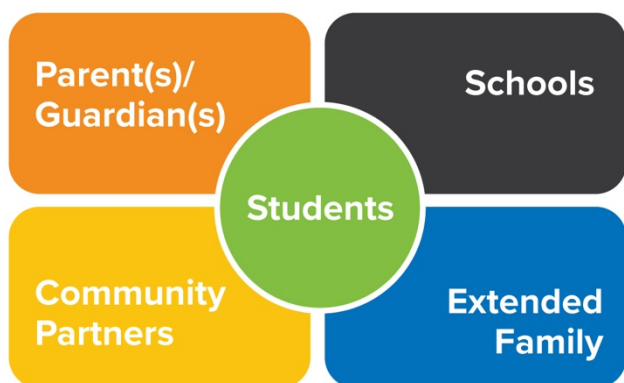 Parent(s)/
Guardian(s)
Schools
Students
Community
Partners
Extended
Family